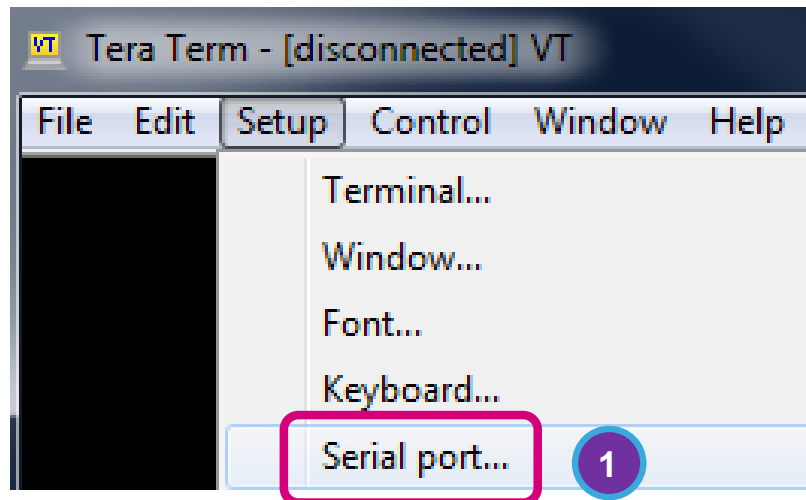 VT Tera Term - [disconnected] VT
File Edit Setup Control Window Help
Terminal...
Window...
Font...
Keyboard...
Serial port... 1